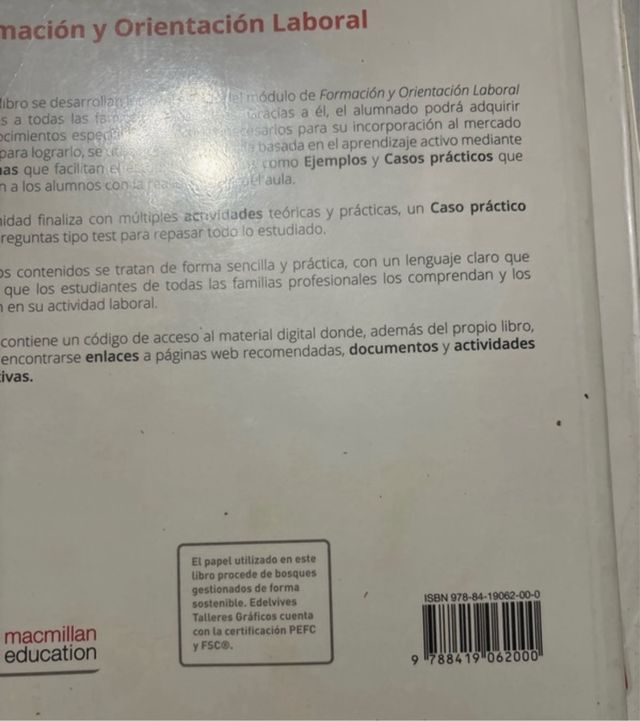 mación y Orientación Laboral
libro se desarrollan módulo de Formación y Orientación Laboral
s a todas las Gracias a él, el alumnado podrá adquirir
ocimientos necesarios para su incorporación al mercado
para lograrlo, se basada en el aprendizaje activo mediante
as que facilitan el como Ejemplos y Casos prácticos que
n a los alumnos con la aula.
nidad finaliza con múltiples actividades teóricas y prácticas, un Caso práctico
reguntas tipo test para repasar todo lo estudiado.
os contenidos se tratan de forma sencilla y práctica, con un lenguaje claro que
que los estudiantes de todas las familias profesionales los comprendan y los
n en su actividad laboral.
contiene un código de acceso al material digital donde, además del propio libro,
encontrarse enlaces a páginas web recomendadas, documentos y actividades
ivas.
El papel utilizado en este
libro procede de bosques
gestionados de forma
sostenible. Edelvives
Talleres Gráficos cuenta
con la certificación PEFC
y FSC®.
macmillan
education
ISBN 978-84-19062-00-0
9 788419 062000